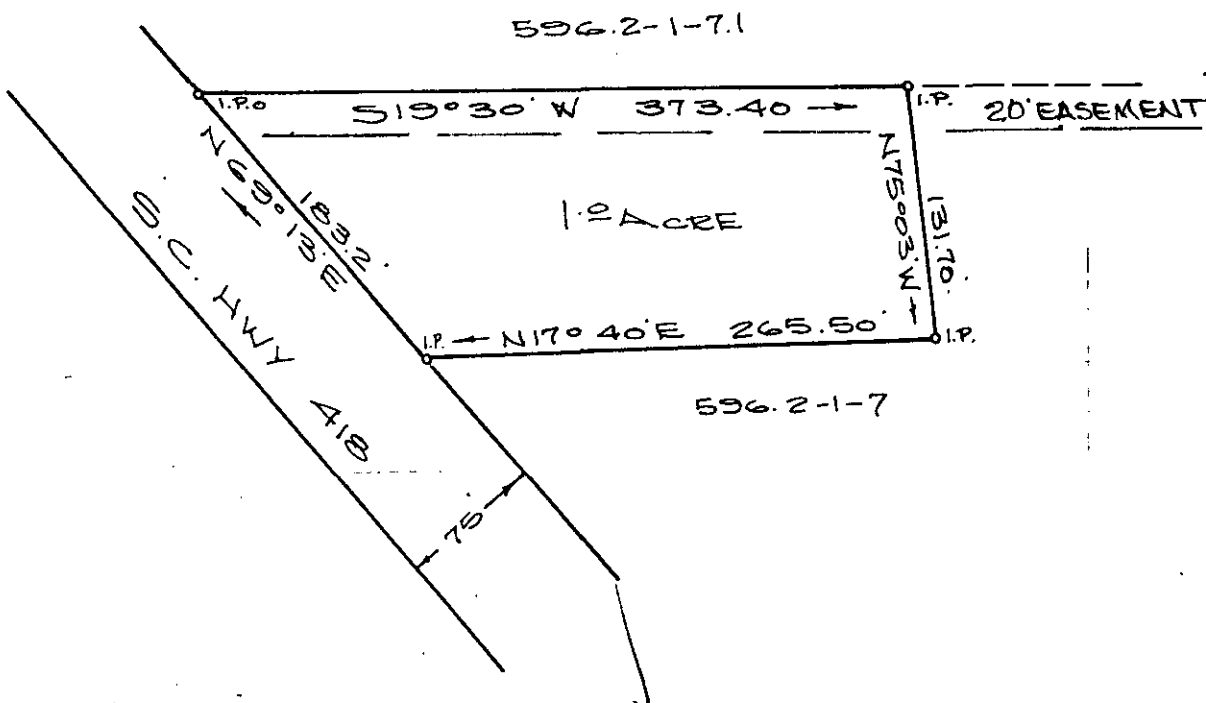 596.2-1-7.1
I.P.
S19°30' W 373.40
I.P.
20' EASEMENT
N69°13'E
183.2
N75°03'W
131.70
1.0 ACRE
S.C. HWY 418
I.P.
N17°40'E 265.50'
I.P.
596.2-1-7
75